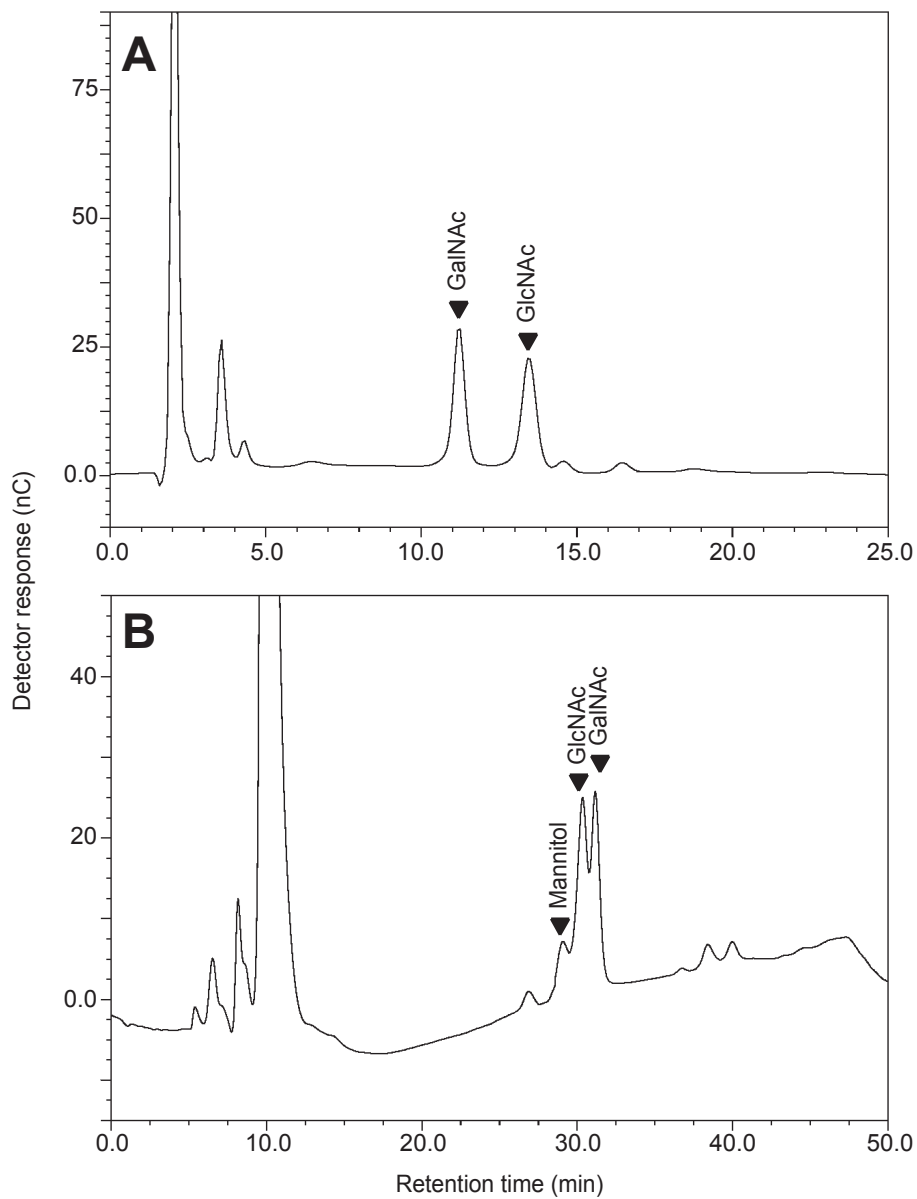 A
75
50
25
0.0
GalNAc
GlcNAc
0.0 5.0 10.0 15.0 20.0 25.0
Detector response (nC)
B
40
20
0.0
Mannitol
GlcNAc
GalNAc
0.0 10.0 20.0 30.0 40.0 50.0
Retention time (min)